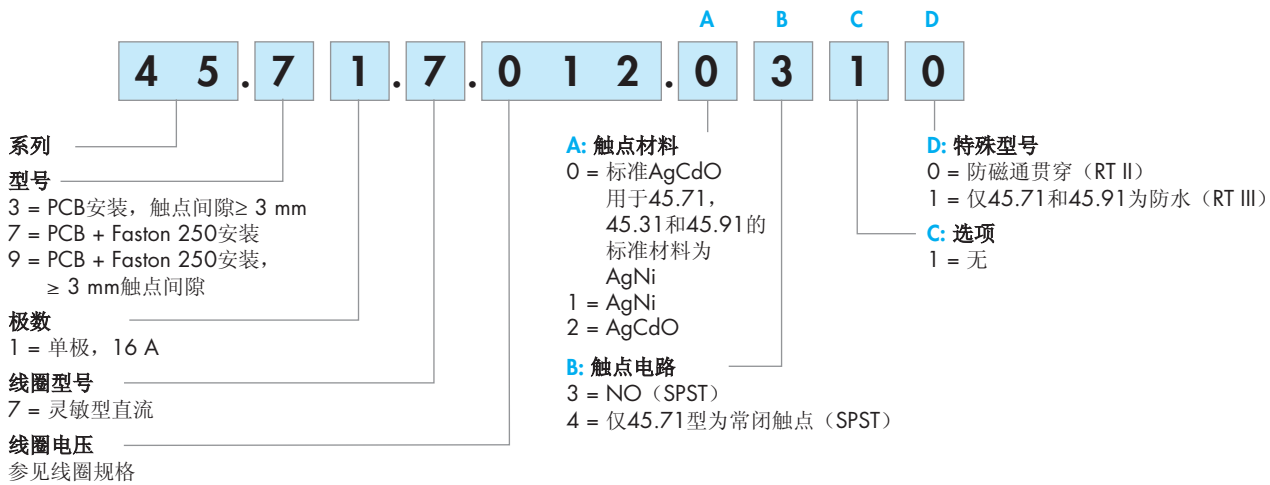 A B C D
4 5 . 7 1 . 7 . 0 1 2 . 0 3 1 0
系列
型号
3 = PCB安装，触点间隙≥ 3 mm
7 = PCB + Faston 250安装
9 = PCB + Faston 250安装，
≥ 3 mm触点间隙
极数
1 = 单极，16 A
线圈型号
7 = 灵敏型直流
线圈电压
参见线圈规格
A: 触点材料
0 = 标准AgCdO
用于45.71，
45.31和45.91的
标准材料为
AgNi
1 = AgNi
2 = AgCdO
B: 触点电路
3 = NO（SPST）
4 = 仅45.71型为常闭触点（SPST）
D: 特殊型号
0 = 防磁通贯穿（RT II）
1 = 仅45.71和45.91为防水（RT III）
C: 选项
1 = 无